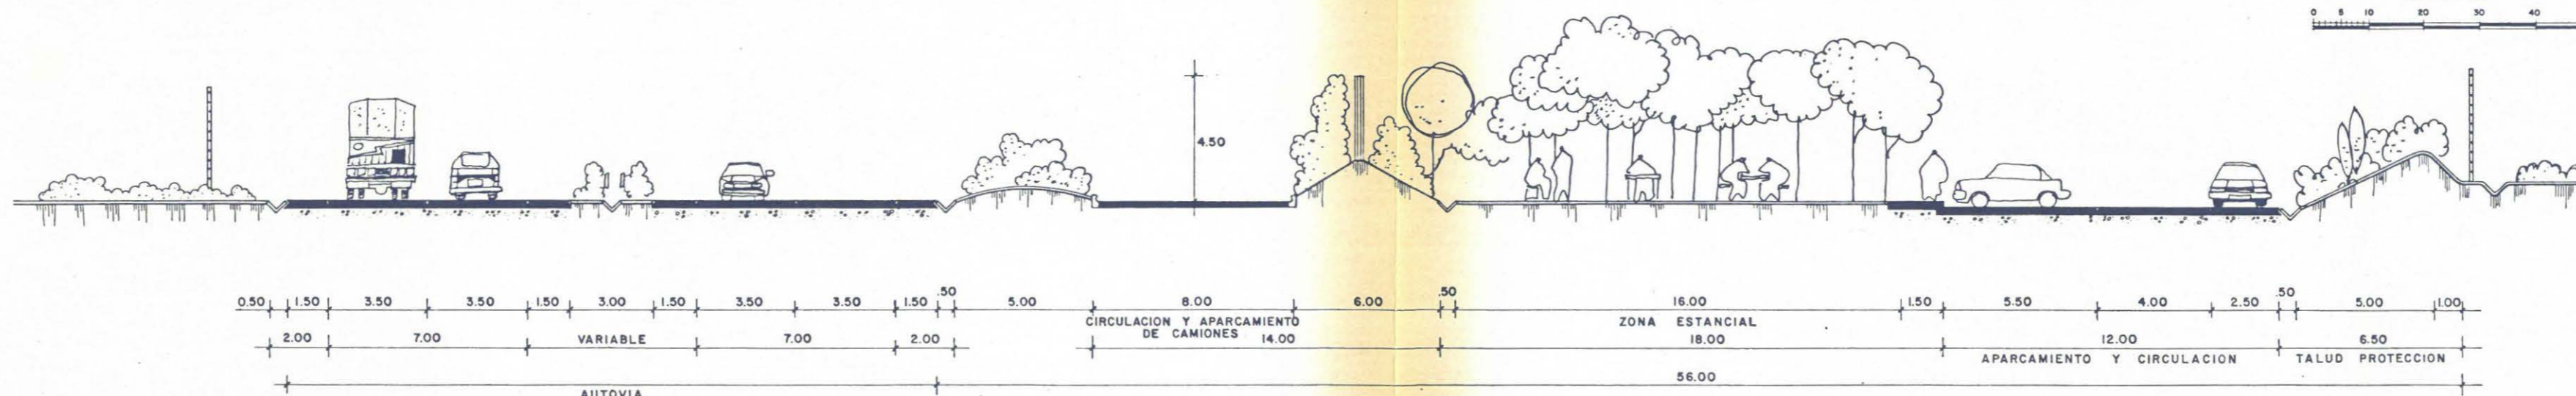 0 5 10 20 30 40
4.50
0.50 1.50 3.50 3.50 1.50 3.00 1.50 3.50 3.50 1.50 .50 5.00 8.00 6.00 .50 16.00 1.50 5.50 4.00 2.50 .50 5.00 1.00
CIRCULACION Y APARCAMIENTO
DE CAMIONES
ZONA ESTANCIAL
2.00 7.00 VARIABLE 7.00 2.00 14.00 18.00 12.00 6.50
APARCAMIENTO Y CIRCULACION TALUD PROTECCION
56.00
AUTOVIA